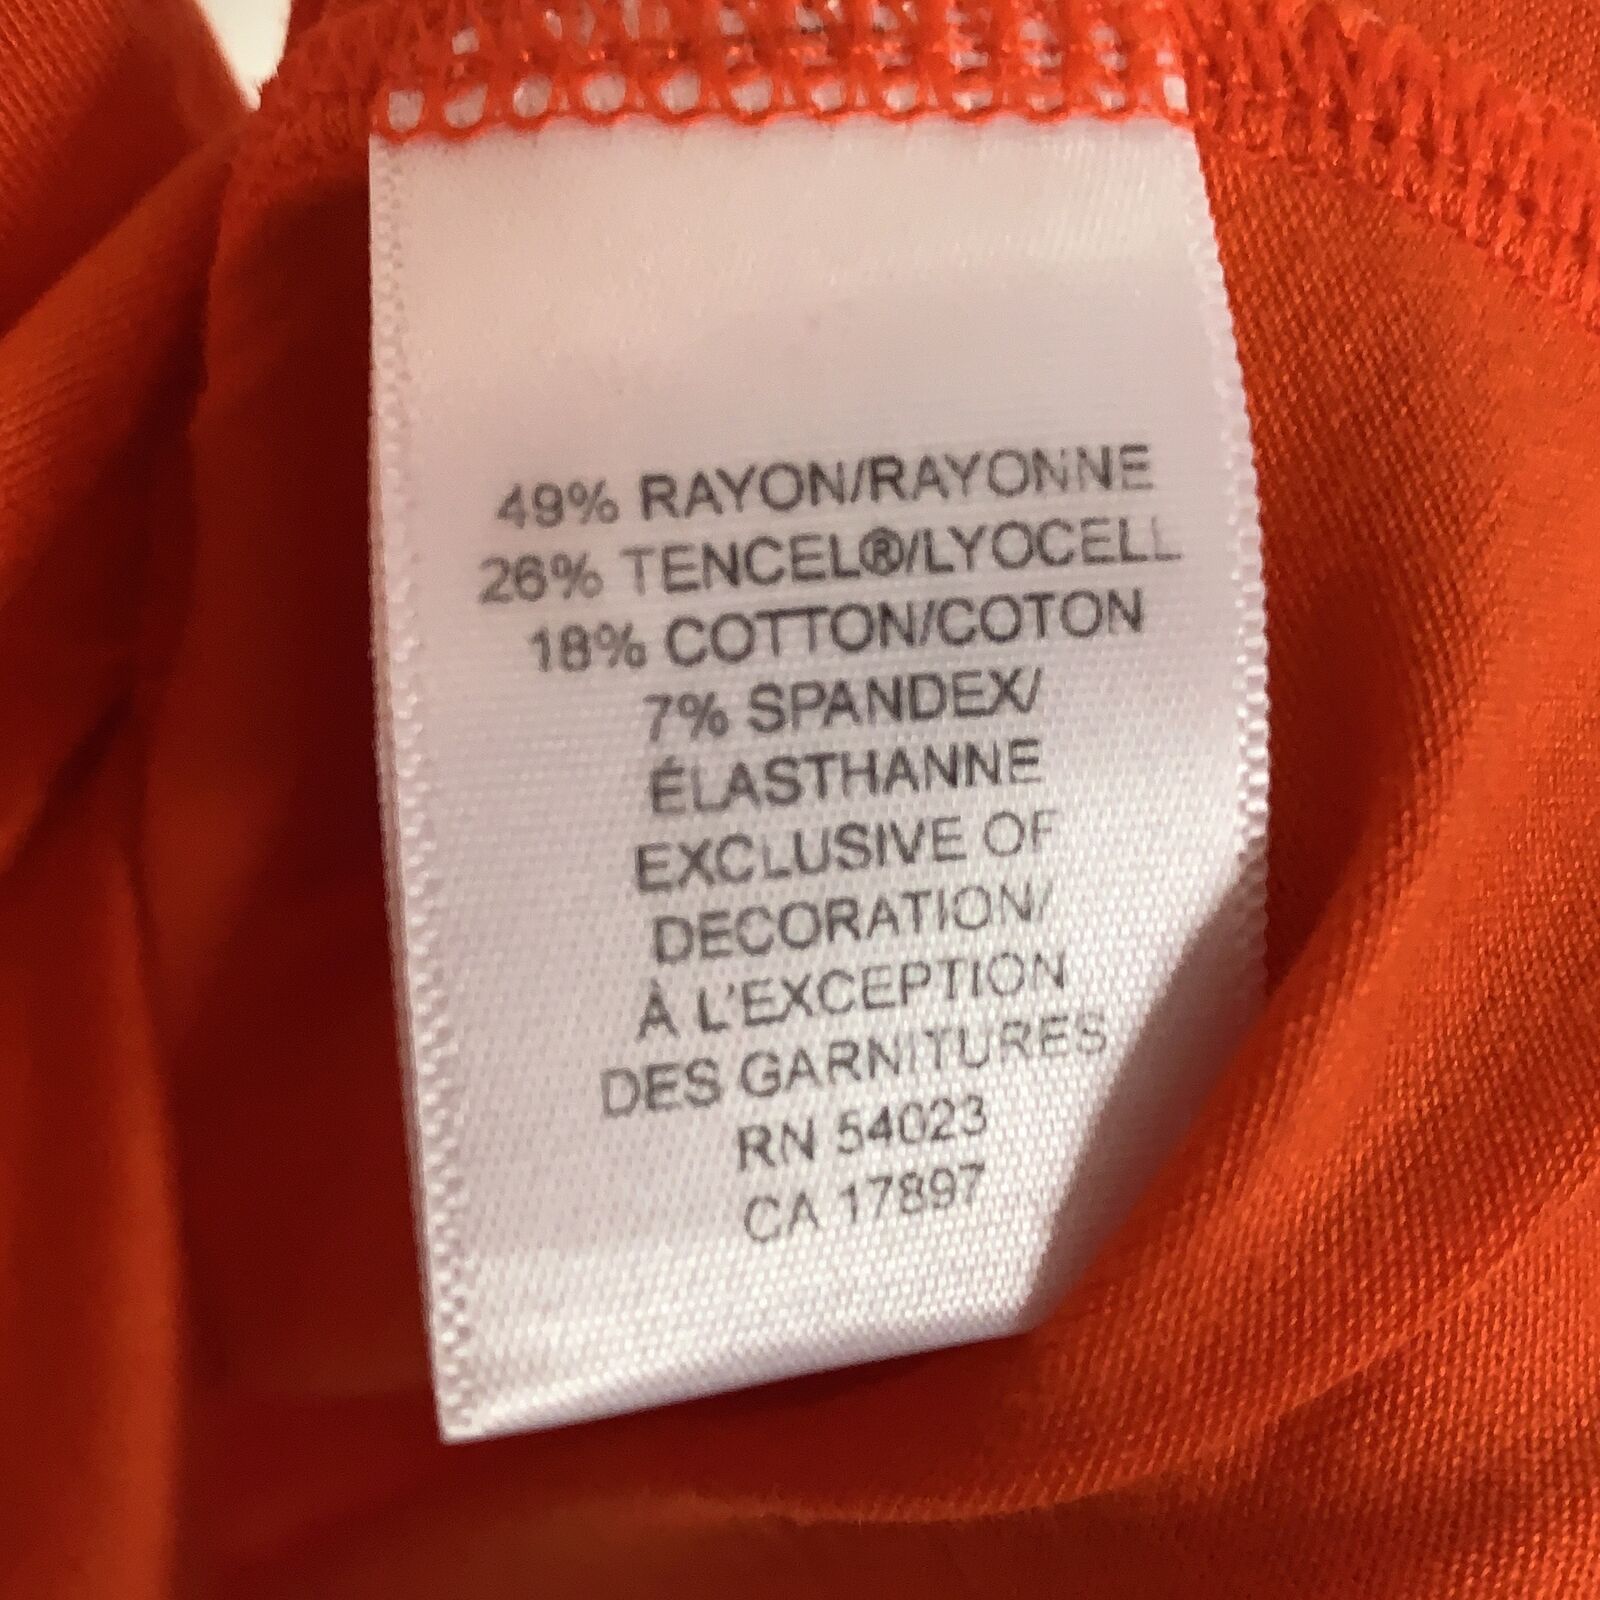 49% RAYON/RAYONNE
26% TENCEL®/LYOCELL
18% COTTON/COTON
7% SPANDEX/
ÉLASTHANNE
EXCLUSIVE OF
DECORATION/
À L'EXCEPTION
DES GARNITURES
RN 54023
CA 17897